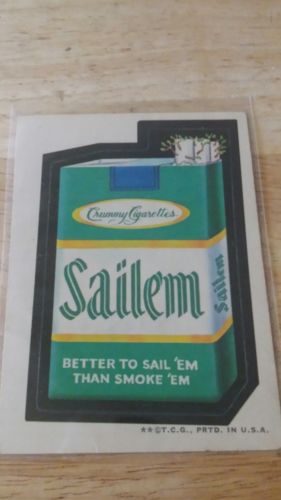 Crummy Cigarettes
Sailem
Sailem
BETTER TO SAIL 'EM
THAN SMOKE 'EM
★★©T.C.G., PRTD. IN U.S.A.